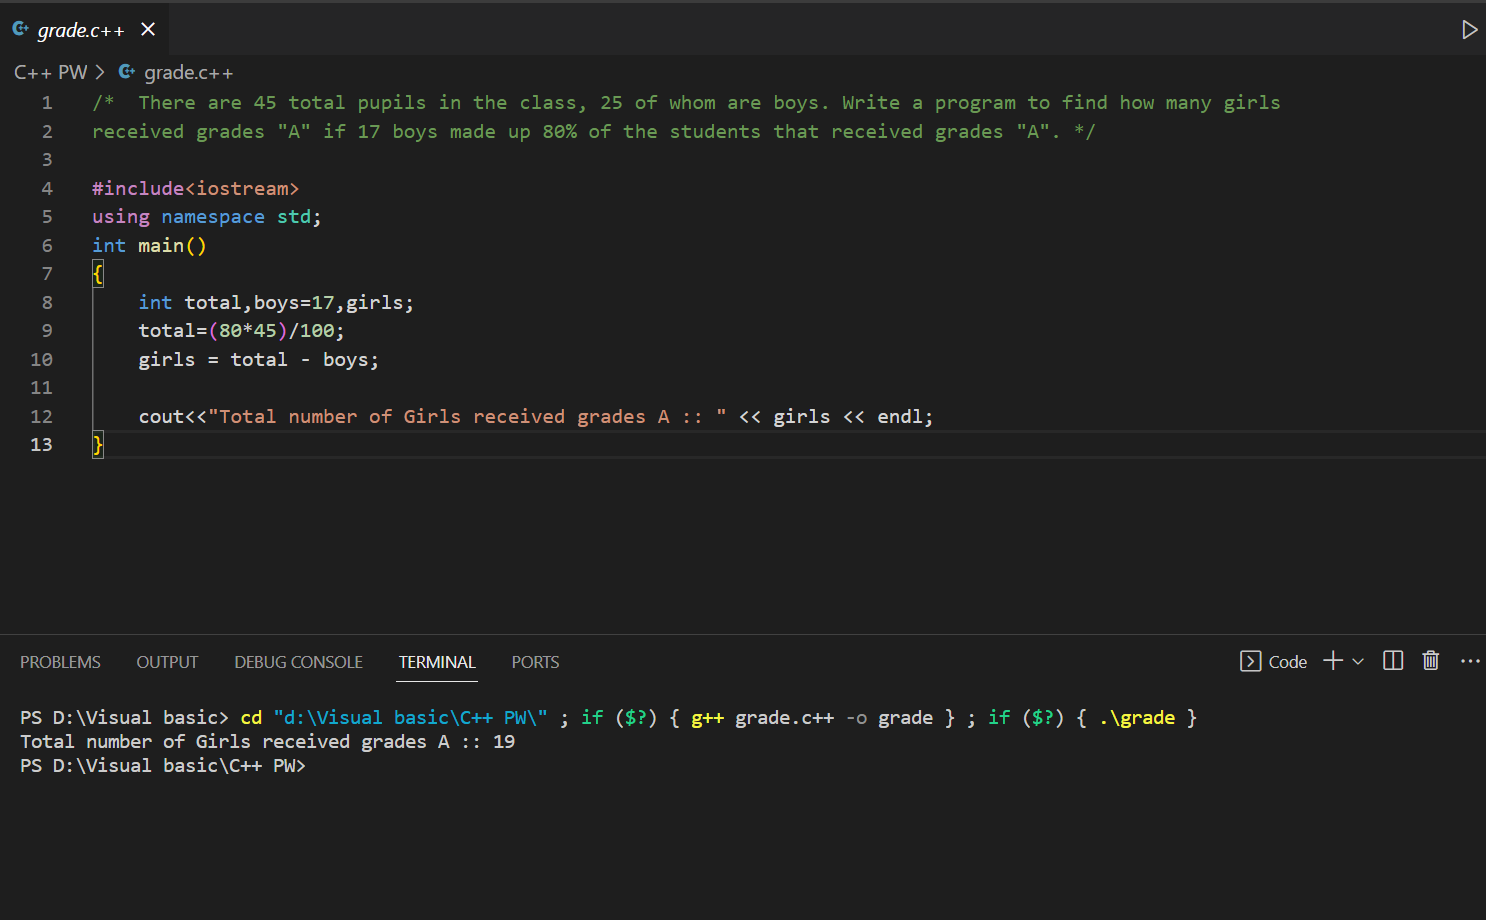 grade.c++
C++ PW > grade.c++
1 /*  There are 45 total pupils in the class, 25 of whom are boys. Write a program to find how many girls
2 received grades "A" if 17 boys made up 80% of the students that received grades "A". */
3
4 #include<iostream>
5 using namespace std;
6 int main()
7 {
8     int total,boys=17,girls;
9     total=(80*45)/100;
10     girls = total - boys;
11
12     cout<<"Total number of Girls received grades A :: " << girls << endl;
13 }
PROBLEMS OUTPUT DEBUG CONSOLE TERMINAL PORTS Code
PS D:\Visual basic> cd "d:\Visual basic\C++ PW\" ; if ($?) { g++ grade.c++ -o grade } ; if ($?) { .\grade }
Total number of Girls received grades A :: 19
PS D:\Visual basic\C++ PW>